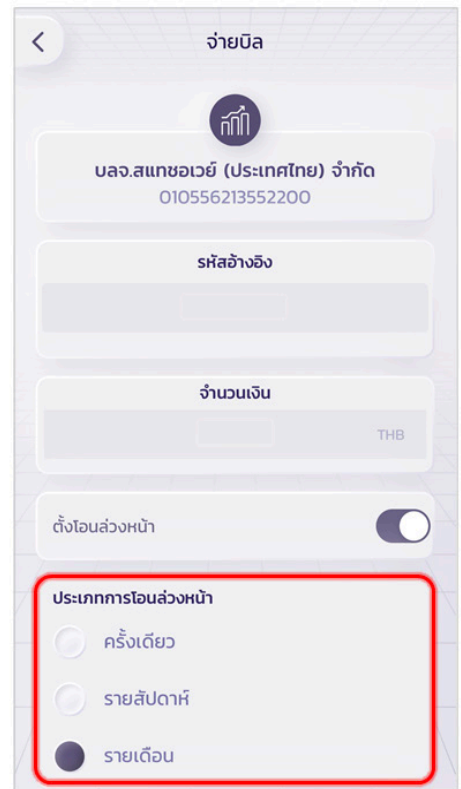 จ่ายบิล
บลจ.สแทชอเวย์ (ประเทศไทย) จำกัด
010556213552200
รหัสอ้างอิง
จำนวนเงิน
THB
ตั้งโอนล่วงหน้า
ประเภทการโอนล่วงหน้า
ครั้งเดียว
รายสัปดาห์
รายเดือน